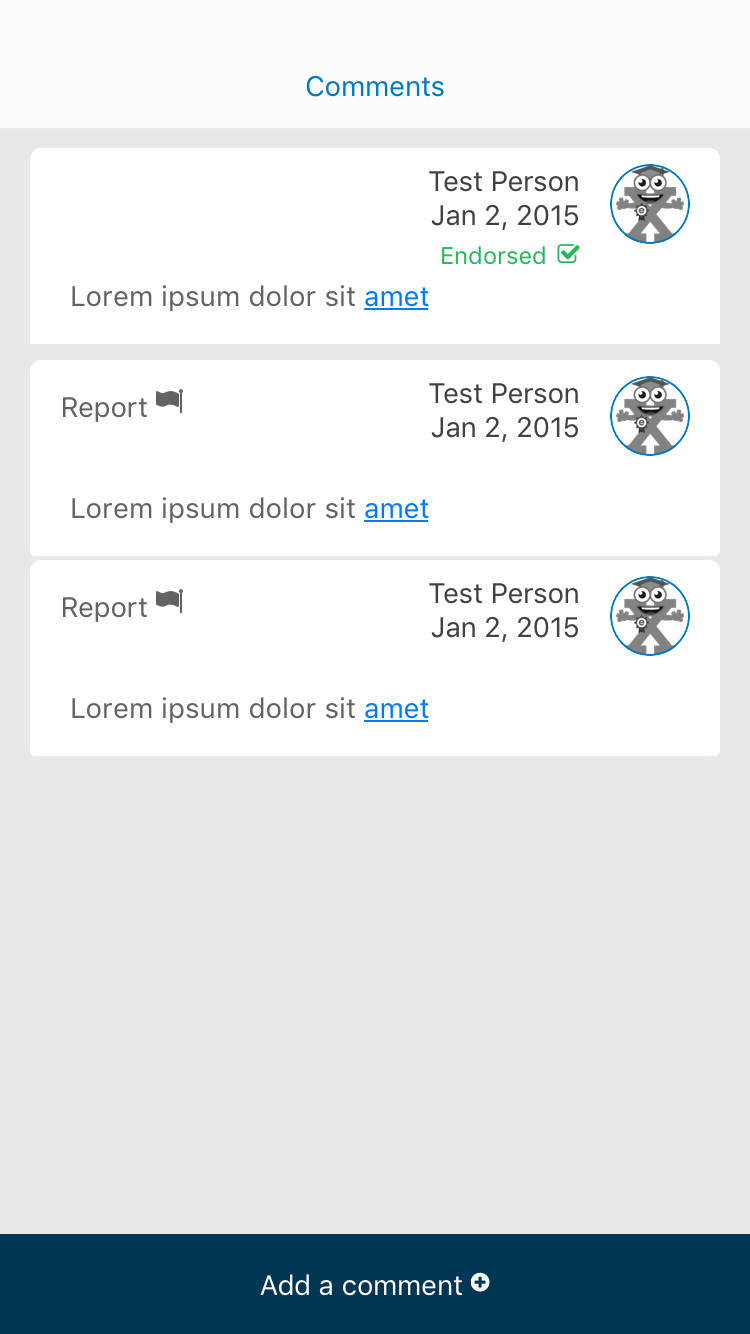 Comments
Test Person
Jan 2, 2015
Endorsed
Lorem ipsum dolor sit amet
Report
Test Person
Jan 2, 2015
Lorem ipsum dolor sit amet
Report
Test Person
Jan 2, 2015
Lorem ipsum dolor sit amet
Add a comment